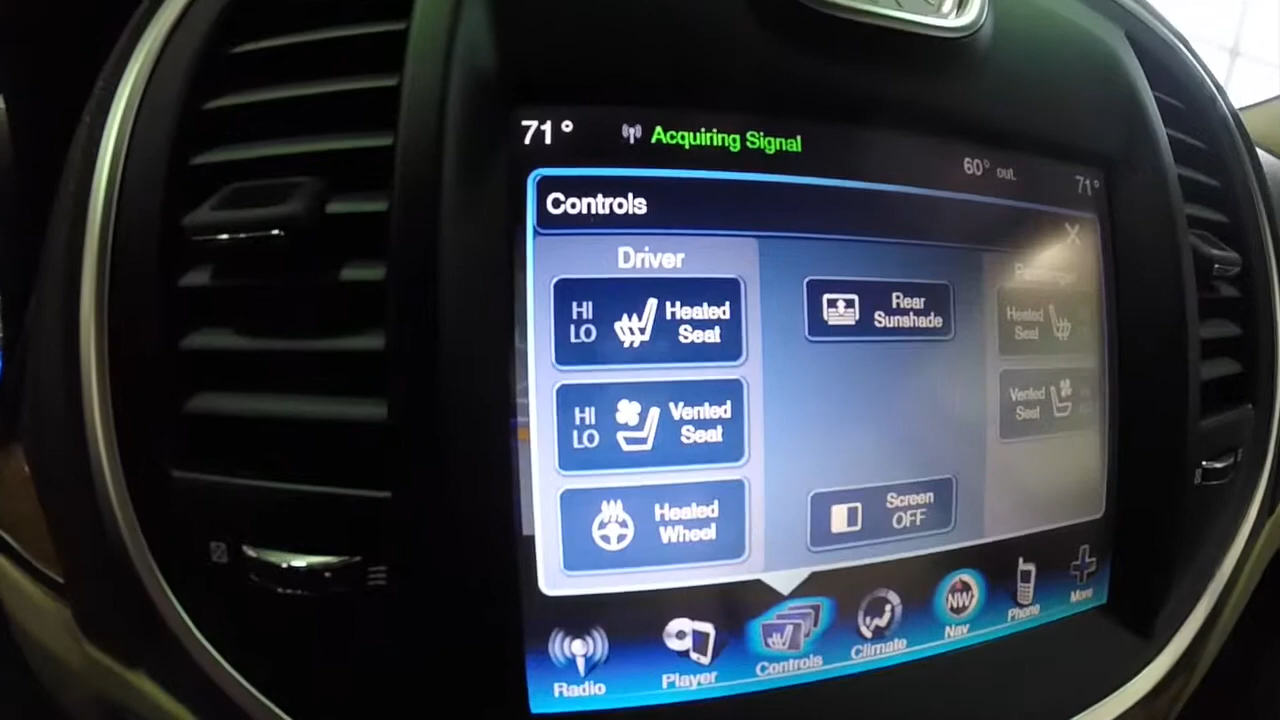 71°
Acquiring Signal
60° out.
71°
Controls
X
Driver
HI
LO
Heated
Seat
Rear
Sunshade
Heated
Seat
HI
LO
Vented
Seat
Vented
Seat
Heated
Wheel
Screen
OFF
Radio
Player
Controls
Climate
NW
Nav
Phone
More